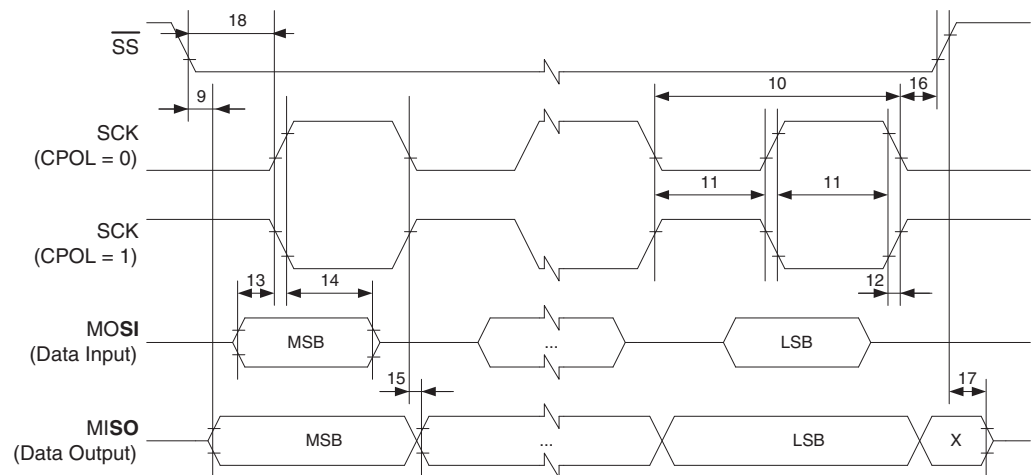 18
SS
9
10
16
SCK
(CPOL = 0)
11
11
SCK
(CPOL = 1)
13
14
12
MOSI
(Data Input)
MSB
...
LSB
15
17
MISO
(Data Output)
MSB
...
LSB
X